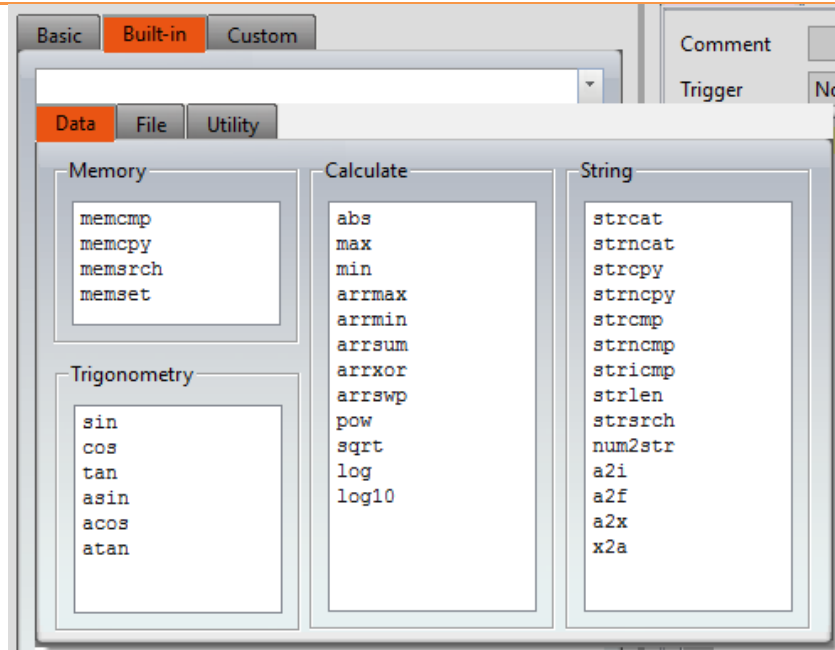 Basic Built-in Custom
Comment
Trigger No
Data File Utility
Memory
memcmp
memcpy
memsrch
memset
Trigonometry
sin
cos
tan
asin
acos
atan
Calculate
abs
max
min
arrmax
arrmin
arrsum
arrxor
arrswp
pow
sqrt
log
log10
String
strcat
strncat
strcpy
strncpy
strcmp
strncmp
stricmp
strlen
strsrch
num2str
a2i
a2f
a2x
x2a